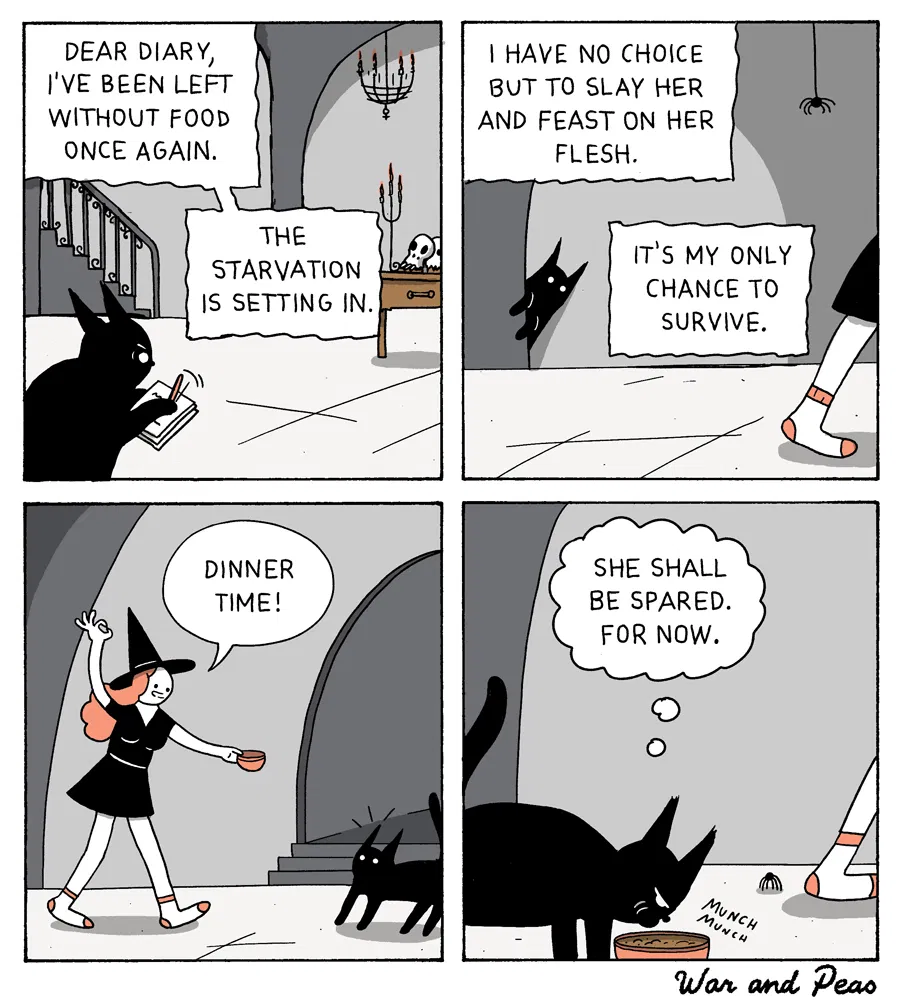 DEAR DIARY,
I'VE BEEN LEFT
WITHOUT FOOD
ONCE AGAIN.
THE
STARVATION
IS SETTING IN.
I HAVE NO CHOICE
BUT TO SLAY HER
AND FEAST ON HER
FLESH.
IT'S MY ONLY
CHANCE TO
SURVIVE.
DINNER
TIME!
SHE SHALL
BE SPARED.
FOR NOW.
MUNCH
MUNCH
War and Peas